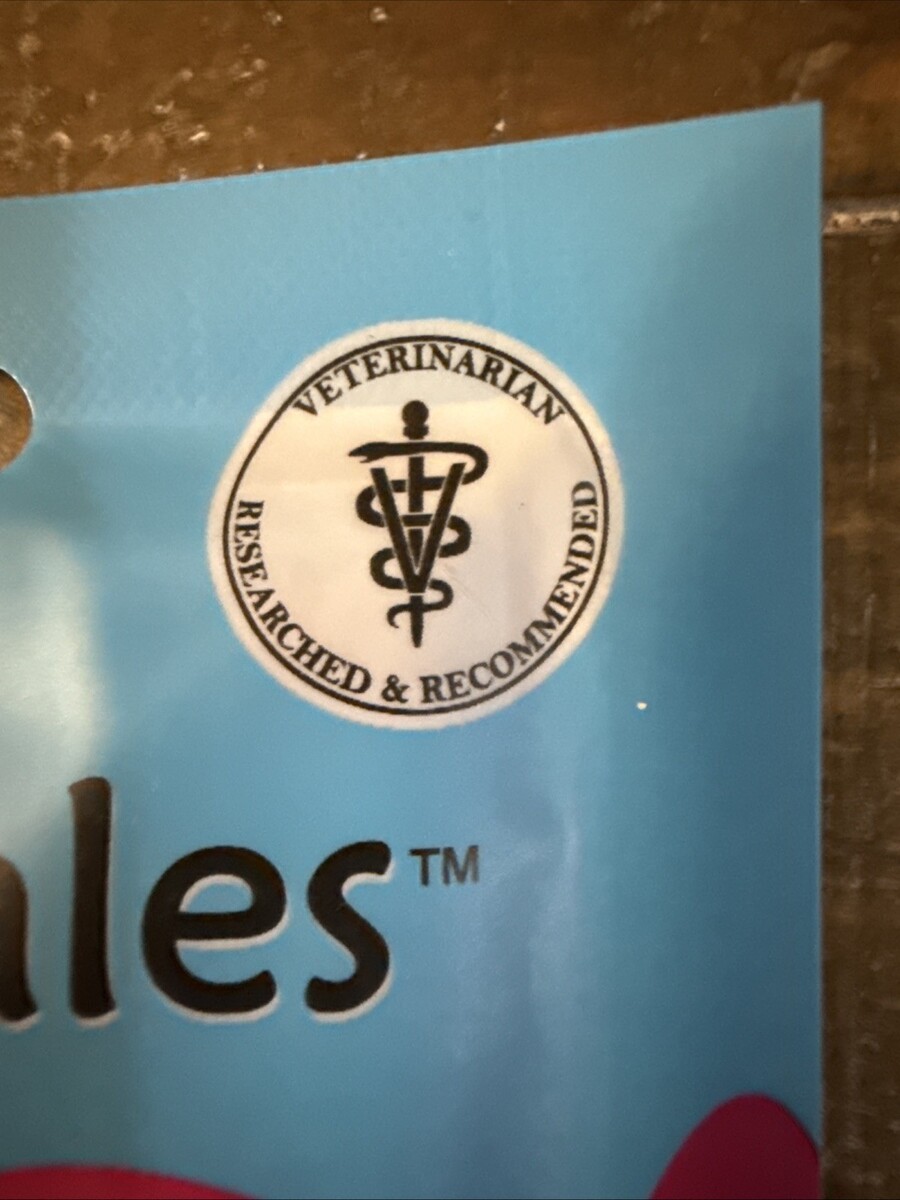 VETERINARIAN
RESEARCHED & RECOMMENDED
V
ales™